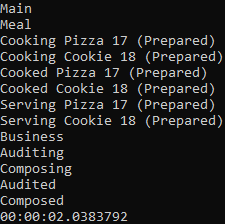 Main
Meal
Cooking Pizza 17 (Prepared)
Cooking Cookie 18 (Prepared)
Cooked Pizza 17 (Prepared)
Cooked Cookie 18 (Prepared)
Serving Pizza 17 (Prepared)
Serving Cookie 18 (Prepared)
Business
Auditing
Composing
Audited
Composed
00:00:02.0383792